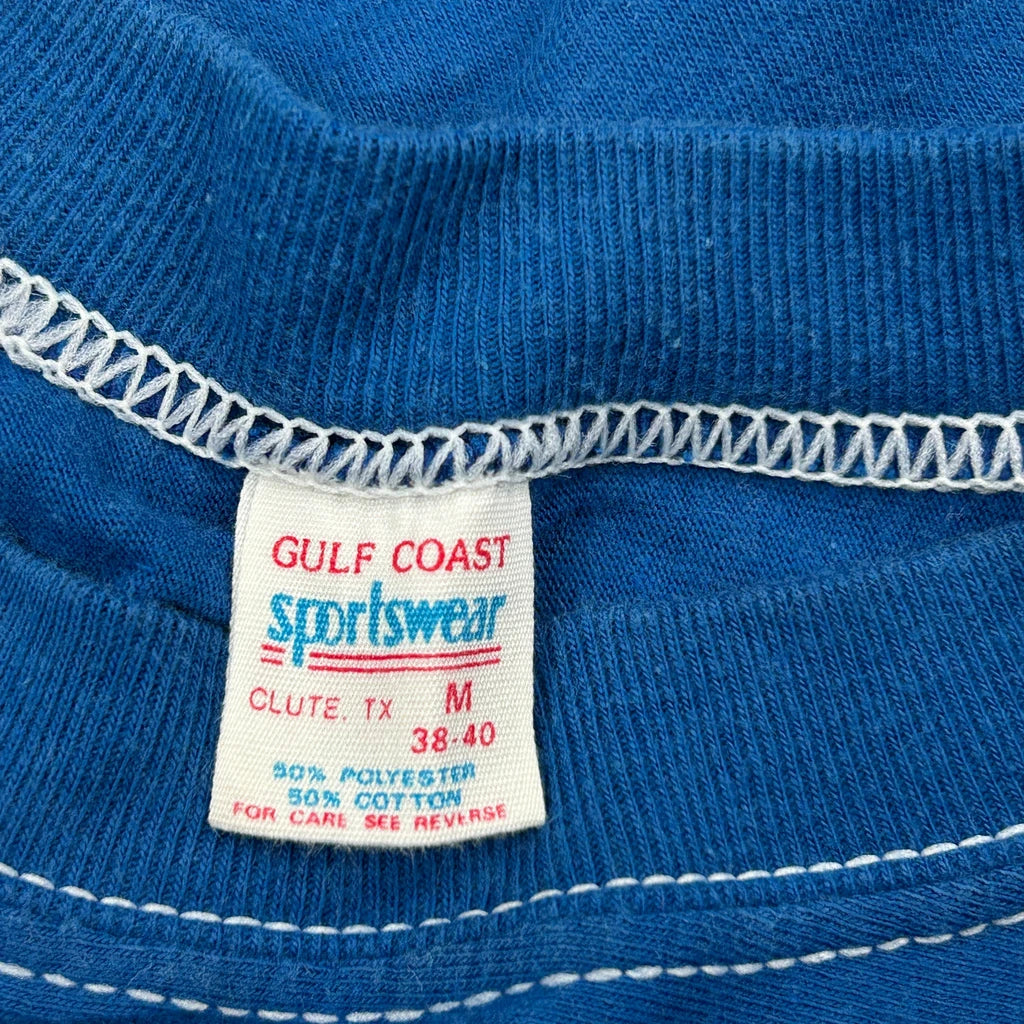 GULF COAST
sportswear
CLUTE, TX M
38-40
50% POLYESTER
50% COTTON
FOR CARE SEE REVERSE